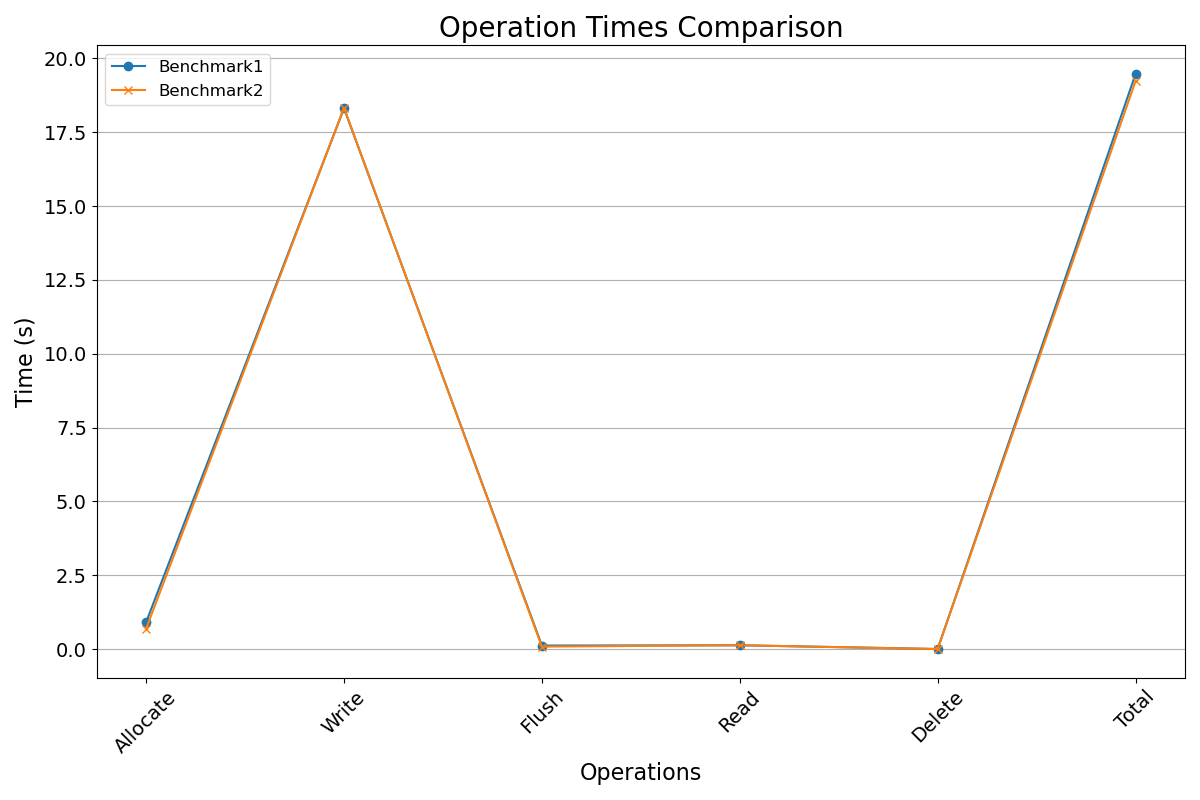 Operation Times Comparison
Benchmark1
Benchmark2
20.0
17.5
15.0
12.5
10.0
7.5
5.0
2.5
0.0
Time (s)
Allocate
Write
Flush
Read
Delete
Total
Operations